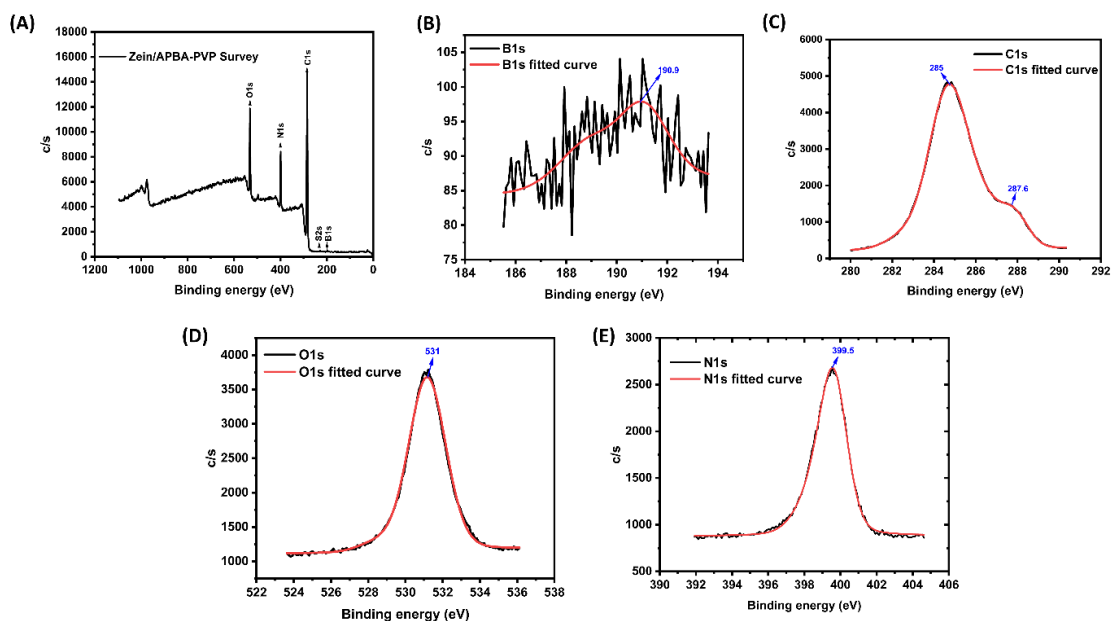 (A)
18000
16000
14000
12000
10000
8000
6000
4000
2000
0
c/s
Zein/APBA-PVP Survey
O1s
N1s
C1s
S2s
B1s
1200 1000 800 600 400 200 0
Binding energy (eV)
(B)
105
100
95
90
85
80
75
c/s
B1s
B1s fitted curve
190.9
184 186 188 190 192 194
Binding energy (eV)
(C)
6000
5000
4000
3000
2000
1000
0
c/s
C1s
C1s fitted curve
285
287.6
280 282 284 286 288 290 292
Binding energy (eV)
(D)
3750
3500
3250
3000
2750
2500
2250
2000
1750
1500
1250
1000
c/s
O1s
O1s fitted curve
531
522 524 526 528 530 532 534 536 538
Binding energy (eV)
(E)
3000
2500
2000
1500
1000
500
c/s
N1s
N1s fitted curve
399.5
390 392 394 396 398 400 402 404 406
Binding energy (eV)